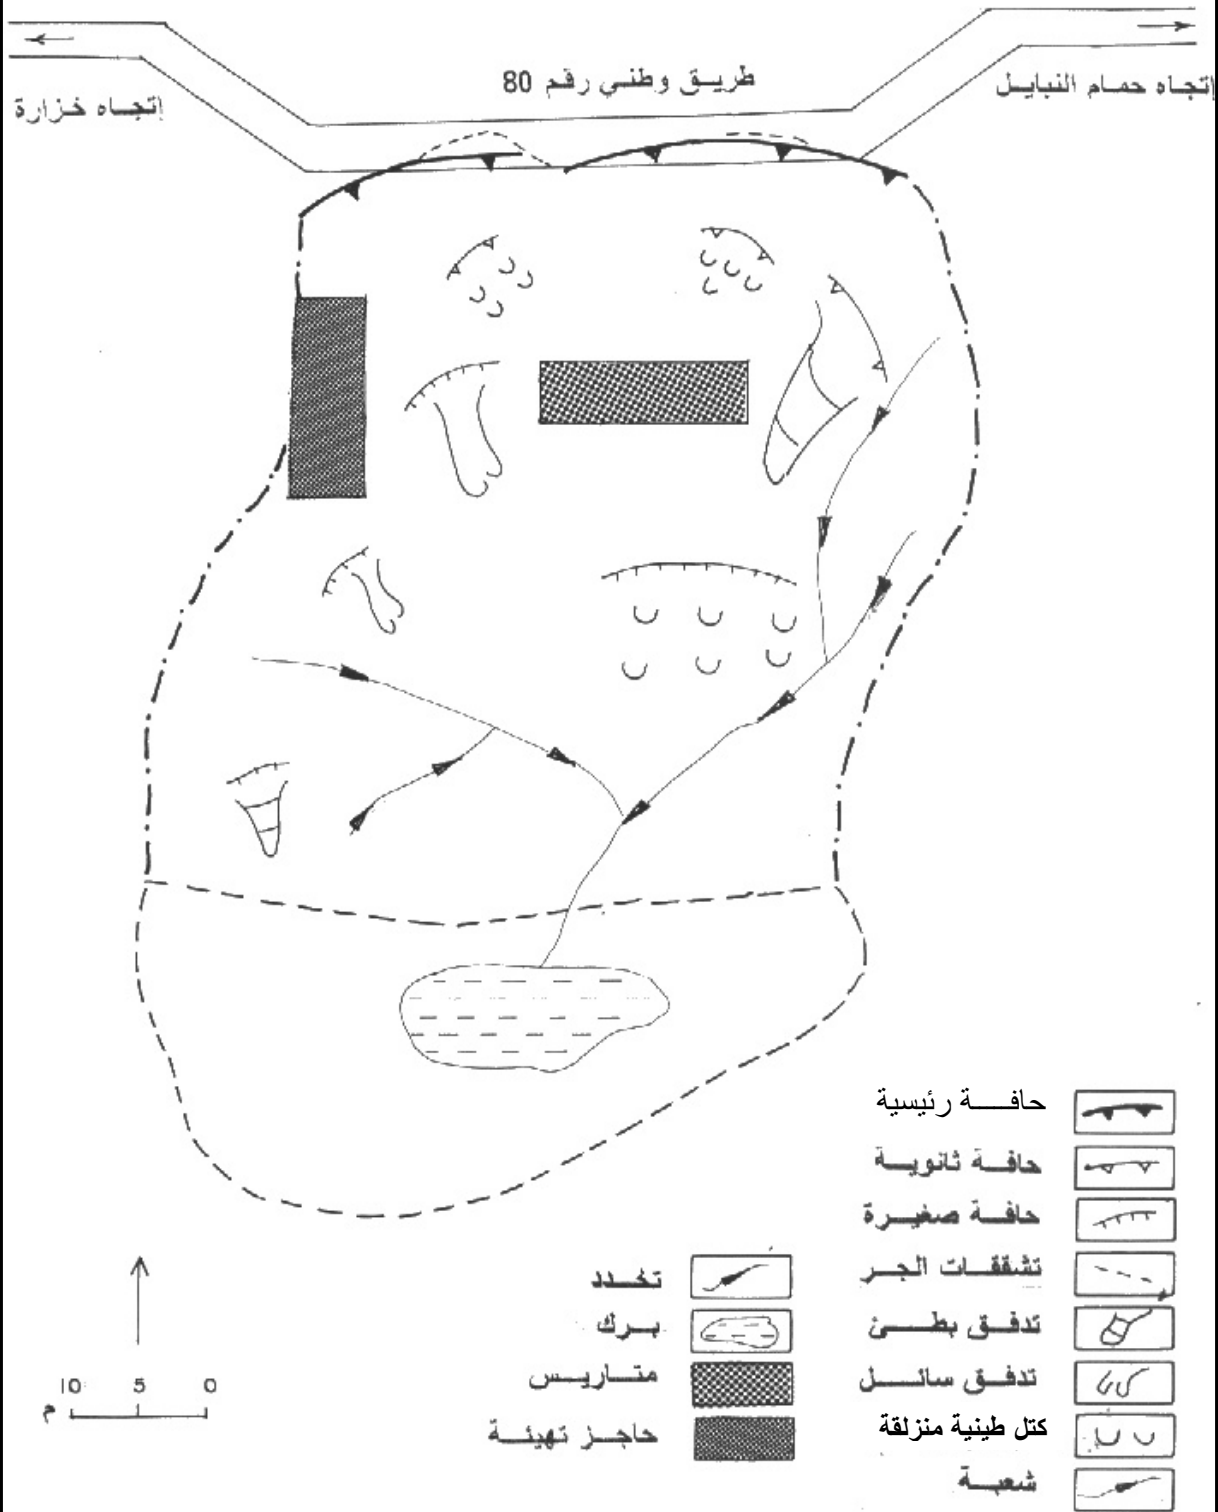 طريق وطني رقم 80
إتجاه حمام النبايل
إتجاه خزارة
حافة رئيسية
حافة ثانوية
حافة صغيرة
تشققات الجر
تدفق بطئ
تدفق سائل
كتل طينية منزلقة
شعبة
تخدد
برك
متاريس
حاجز تهيئة
10 5 0
م